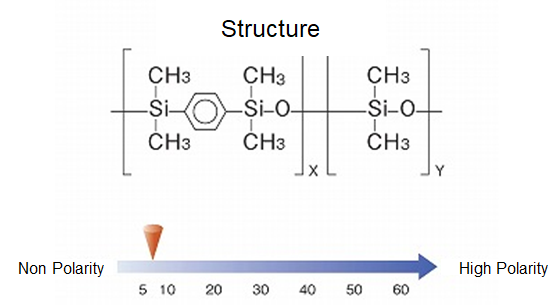 Structure
CH3 CH3 CH3
Si Si–O Si–O
CH3 CH3 CH3
X Y
Non Polarity High Polarity
5 10 20 30 40 50 60